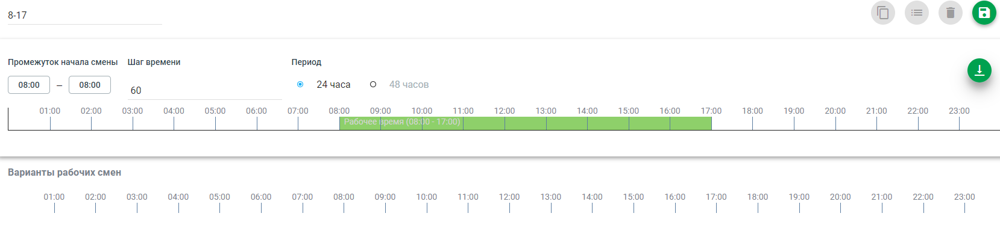 8-17
Промежуток начала смены Шаг времени Период
08:00 – 08:00 60 24 часа 48 часов
01:00 02:00 03:00 04:00 05:00 06:00 07:00 08:00 09:00 10:00 11:00 12:00 13:00 14:00 15:00 16:00 17:00 18:00 19:00 20:00 21:00 22:00 23:00
Рабочее время (08:00 - 17:00)
Варианты рабочих смен
01:00 02:00 03:00 04:00 05:00 06:00 07:00 08:00 09:00 10:00 11:00 12:00 13:00 14:00 15:00 16:00 17:00 18:00 19:00 20:00 21:00 22:00 23:00